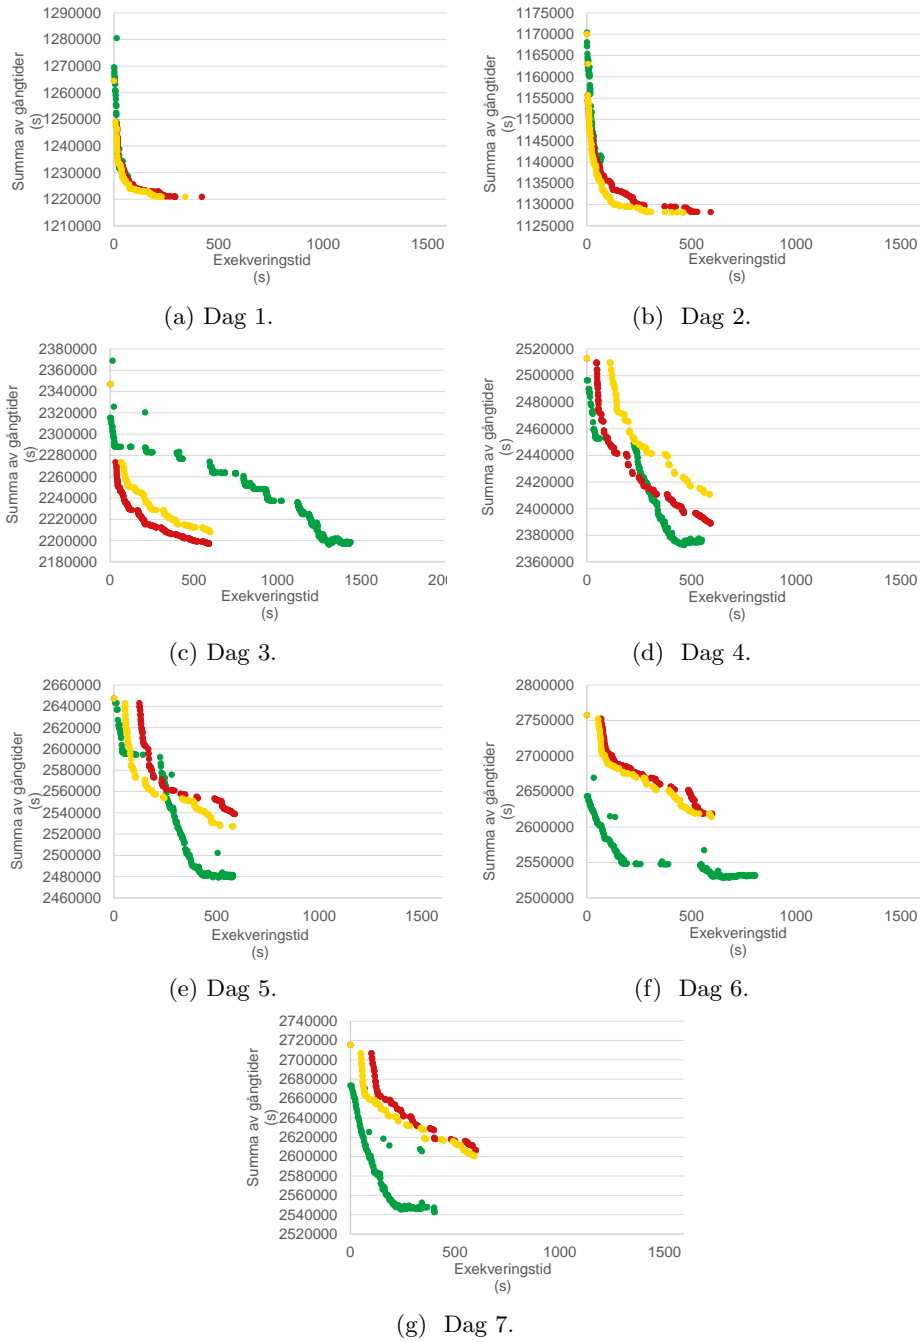 1290000
1280000
1270000
1260000
1250000
1240000
1230000
1220000
1210000
Summa av gångtider
(s)
0 500 1000 1500
Exekveringstid
(s)
(a) Dag 1.
1175000
1170000
1165000
1160000
1155000
1150000
1145000
1140000
1135000
1130000
1125000
Summa av gångtider
(s)
0 500 1000 1500
Exekveringstid
(s)
(b) Dag 2.
2380000
2360000
2340000
2320000
2300000
2280000
2260000
2240000
2220000
2200000
2180000
Summa av gångtider
(s)
0 500 1000 1500 200
Exekveringstid
(s)
(c) Dag 3.
2520000
2500000
2480000
2460000
2440000
2420000
2400000
2380000
2360000
Summa av gångtider
(s)
0 500 1000 1500
Exekveringstid
(s)
(d) Dag 4.
2660000
2640000
2620000
2600000
2580000
2560000
2540000
2520000
2500000
2480000
2460000
Summa av gångtider
(s)
0 500 1000 1500
Exekveringstid
(s)
(e) Dag 5.
2800000
2750000
2700000
2650000
2600000
2550000
2500000
Summa av gångtider
(s)
0 500 1000 1500
Exekveringstid
(s)
(f) Dag 6.
2740000
2720000
2700000
2680000
2660000
2640000
2620000
2600000
2580000
2560000
2540000
2520000
Summa av gångtider
(s)
0 500 1000 1500
Exekveringstid
(s)
(g) Dag 7.